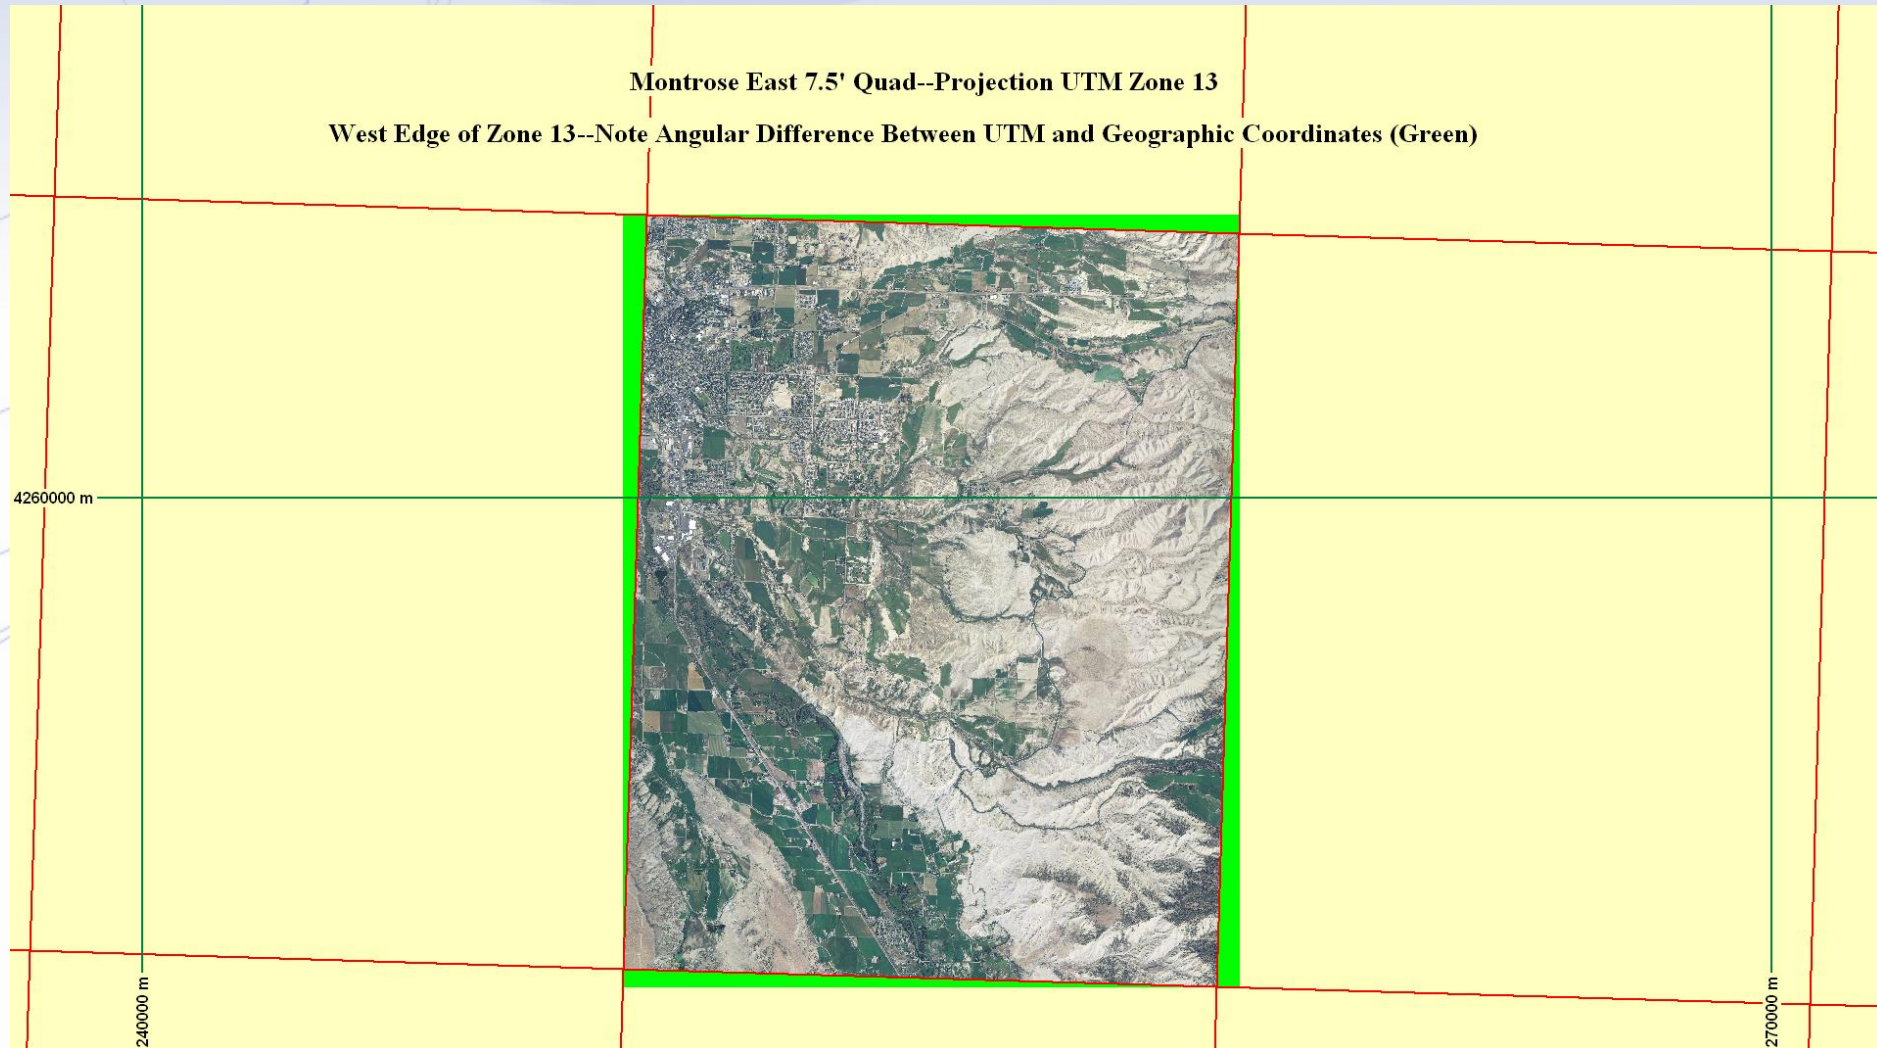 Montrose East 7.5' Quad--Projection UTM Zone 13
West Edge of Zone 13--Note Angular Difference Between UTM and Geographic Coordinates (Green)
4260000 m
240000 m
270000 m